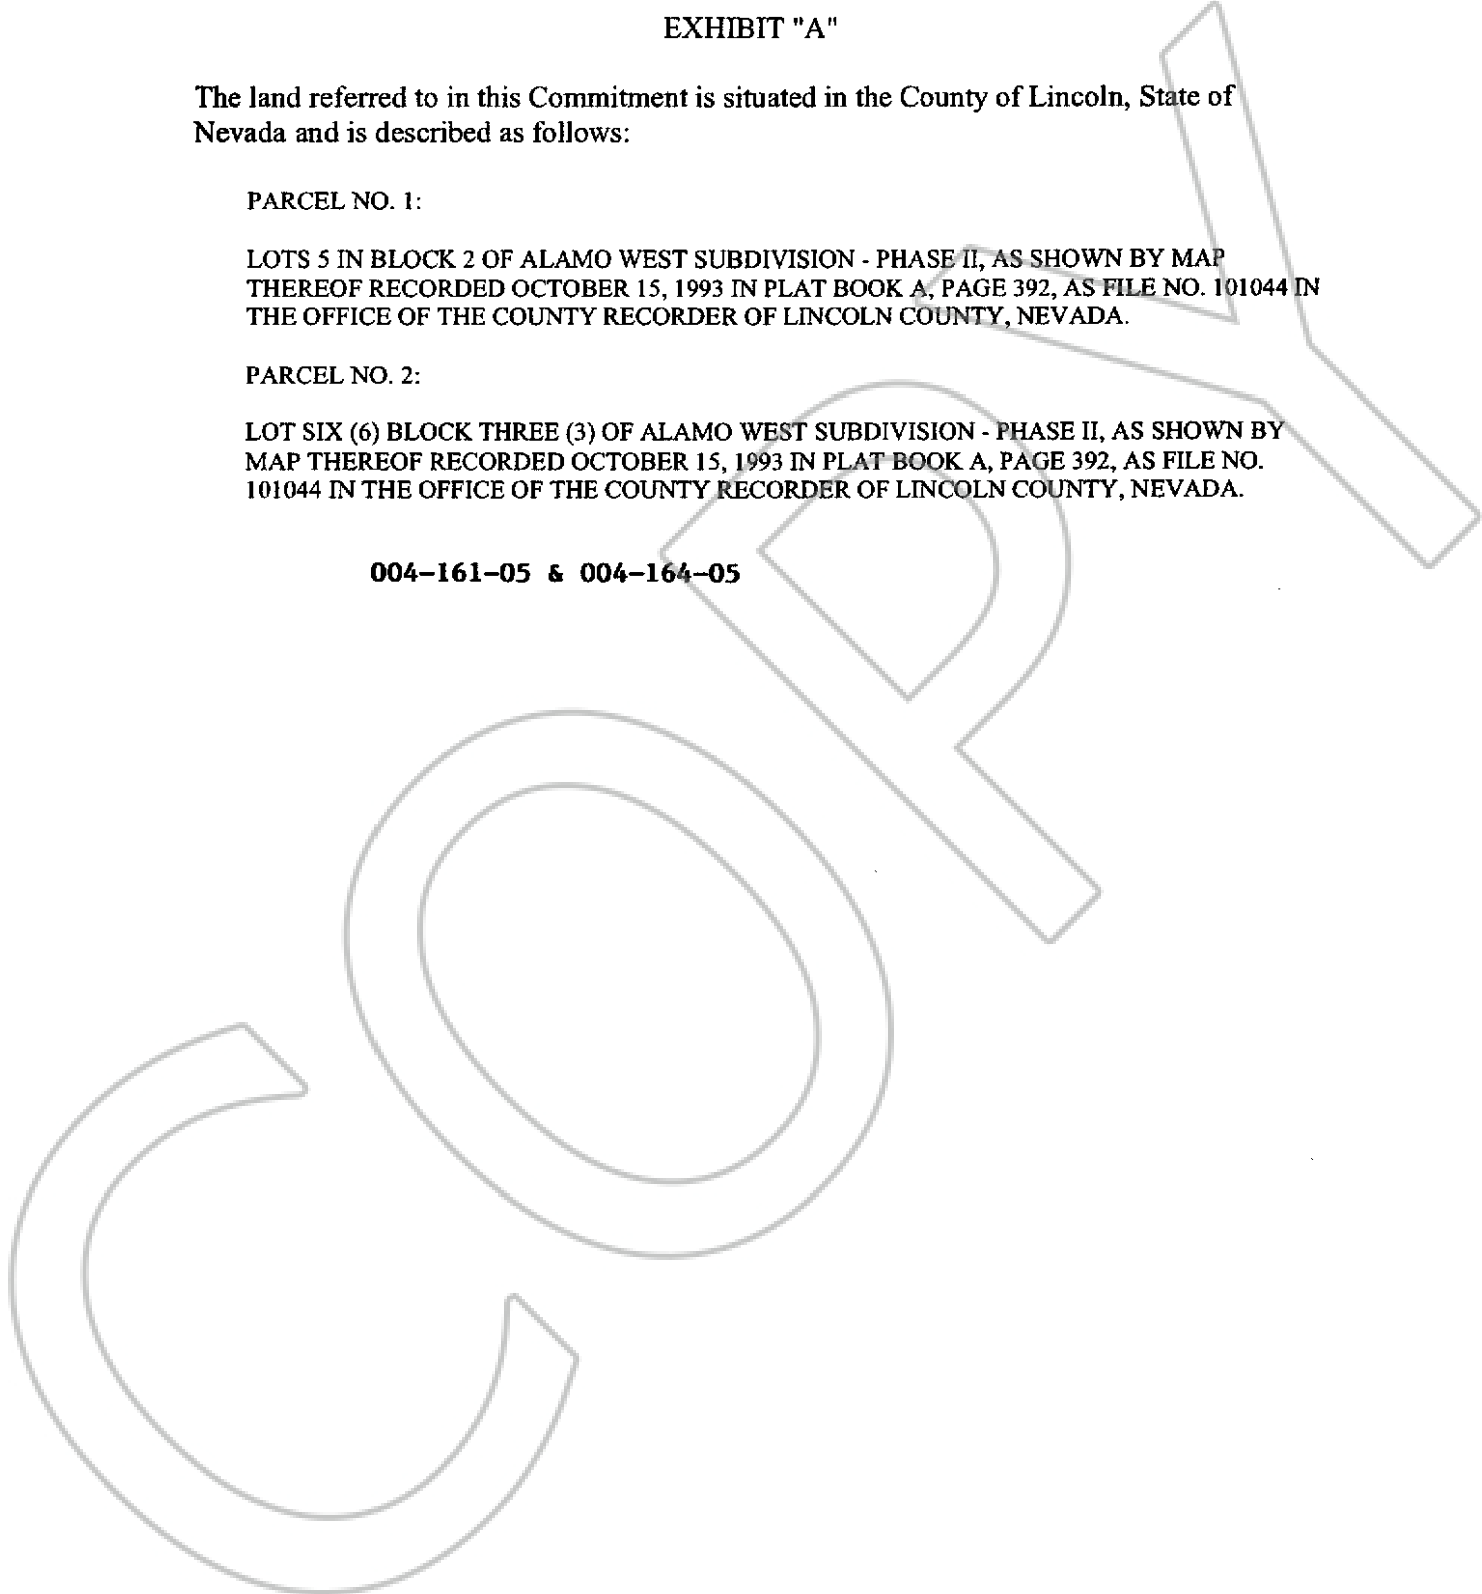 EXHIBIT "A"
The land referred to in this Commitment is situated in the County of Lincoln, State of
Nevada and is described as follows:
PARCEL NO. 1:
LOTS 5 IN BLOCK 2 OF ALAMO WEST SUBDIVISION - PHASE II, AS SHOWN BY MAP
THEREOF RECORDED OCTOBER 15, 1993 IN PLAT BOOK A, PAGE 392, AS FILE NO. 101044 IN
THE OFFICE OF THE COUNTY RECORDER OF LINCOLN COUNTY, NEVADA.
PARCEL NO. 2:
LOT SIX (6) BLOCK THREE (3) OF ALAMO WEST SUBDIVISION - PHASE II, AS SHOWN BY
MAP THEREOF RECORDED OCTOBER 15, 1993 IN PLAT BOOK A, PAGE 392, AS FILE NO.
101044 IN THE OFFICE OF THE COUNTY RECORDER OF LINCOLN COUNTY, NEVADA.
004-161-05 & 004-164-05
COPY